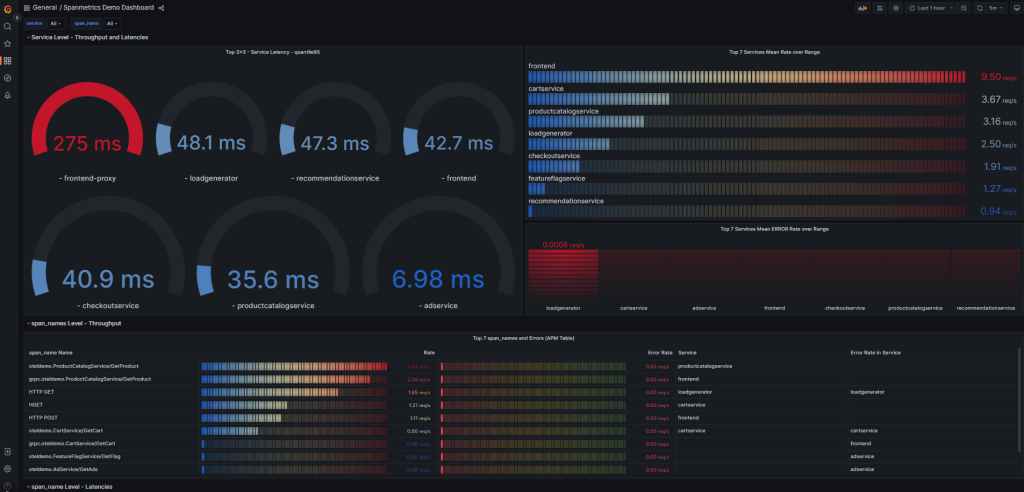 General / Spanmetrics Demo Dashboard
Last 1 hour
5m
service All span_name All
- Service Level - Throughput and Latencies
Top 3×3 - Service Latency - quantile95
275 ms
48.1 ms
47.3 ms
42.7 ms
- frontend-proxy
- loadgenerator
- recommendationservice
- frontend
40.9 ms
35.6 ms
6.98 ms
- checkoutservice
- productcatalogservice
- adservice
Top 7 Services Mean Rate over Range
frontend
9.50 req/s
cartservice
3.67 req/s
productcatalogservice
3.16 req/s
loadgenerator
2.50 req/s
checkoutservice
1.91 req/s
featureflagservice
1.27 req/s
recommendationservice
0.94 req/s
Top 7 Services Mean ERROR Rate over Range
0.0006 req/s
loadgenerator cartservice adservice frontend checkoutservice productcatalogservice recommendationservice
- span_names Level - Throughput
Top 7 span_names and Errors (APM Table)
span_name Name Rate Error Rate Service Error Rate in Service
oteldemo.ProductCatalogService/GetProduct req/s 0.00 req/s productcatalogservice
grpc.oteldemo.ProductCatalogService/GetProduct req/s 0.00 req/s frontend
HTTP GET 1.95 req/s 0.00 req/s loadgenerator loadgenerator
HGET 1.21 req/s 0.00 req/s cartservice
HTTP POST 1.11 req/s 0.00 req/s frontend
oteldemo.CartService/GetCart 0.80 req/s 0.00 req/s cartservice cartservice
grpc.oteldemo.CartService/GetCart req/s 0.00 req/s frontend
oteldemo.FeatureFlagService/GetFlag req/s 0.00 req/s adservice
oteldemo.AdService/GetAds req/s 0.00 req/s adservice
- span_name Level - Latencies